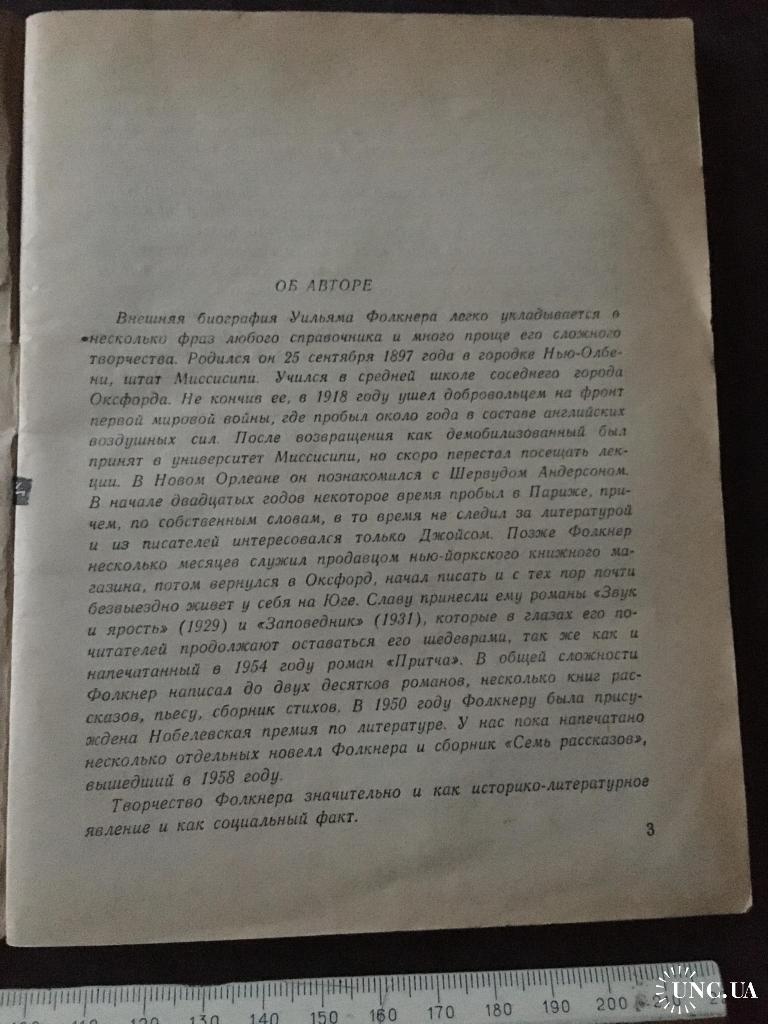 ОБ АВТОРЕ
Внешняя биография Уильяма Фолкнера легко укладывается в
несколько фраз любого справочника и много проще его сложного
творчества. Родился он 25 сентября 1897 года в городке Нью-Олбе-
ни, штат Миссисипи. Учился в средней школе соседнего города
Оксфорда. Не кончив ее, в 1918 году ушел добровольцем на фронт
первой мировой войны, где пробыл около года в составе английских
воздушных сил. После возвращения как демобилизованный был
принят в университет Миссисипи, но скоро перестал посещать лек-
ции. В Новом Орлеане он познакомился с Шервудом Андерсоном.
В начале двадцатых годов некоторое время пробыл в Париже, при-
чем, по собственным словам, в то время не следил за литературой
и из писателей интересовался только Джойсом. Позже Фолкнер
несколько месяцев служил продавцом нью-йоркского книжного ма-
газина, потом вернулся в Оксфорд, начал писать и с тех пор почти
безвыездно живет у себя на Юге. Славу принесли ему романы «Звук
и ярость» (1929) и «Заповедник» (1931), которые в глазах его по-
читателей продолжают оставаться его шедеврами, так же как и
напечатанный в 1954 году роман «Притча». В общей сложности
Фолкнер написал до двух десятков романов, несколько книг рас-
сказов, пьесу, сборник стихов. В 1950 году Фолкнеру была прису-
ждена Нобелевская премия по литературе. У нас пока напечатано
несколько отдельных новелл Фолкнера и сборник «Семь рассказов»,
вышедший в 1958 году.
Творчество Фолкнера значительно и как историко-литературное
явление и как социальный факт.
3
110 120 130 140 150 160 170 180 190 200
UNC.UA